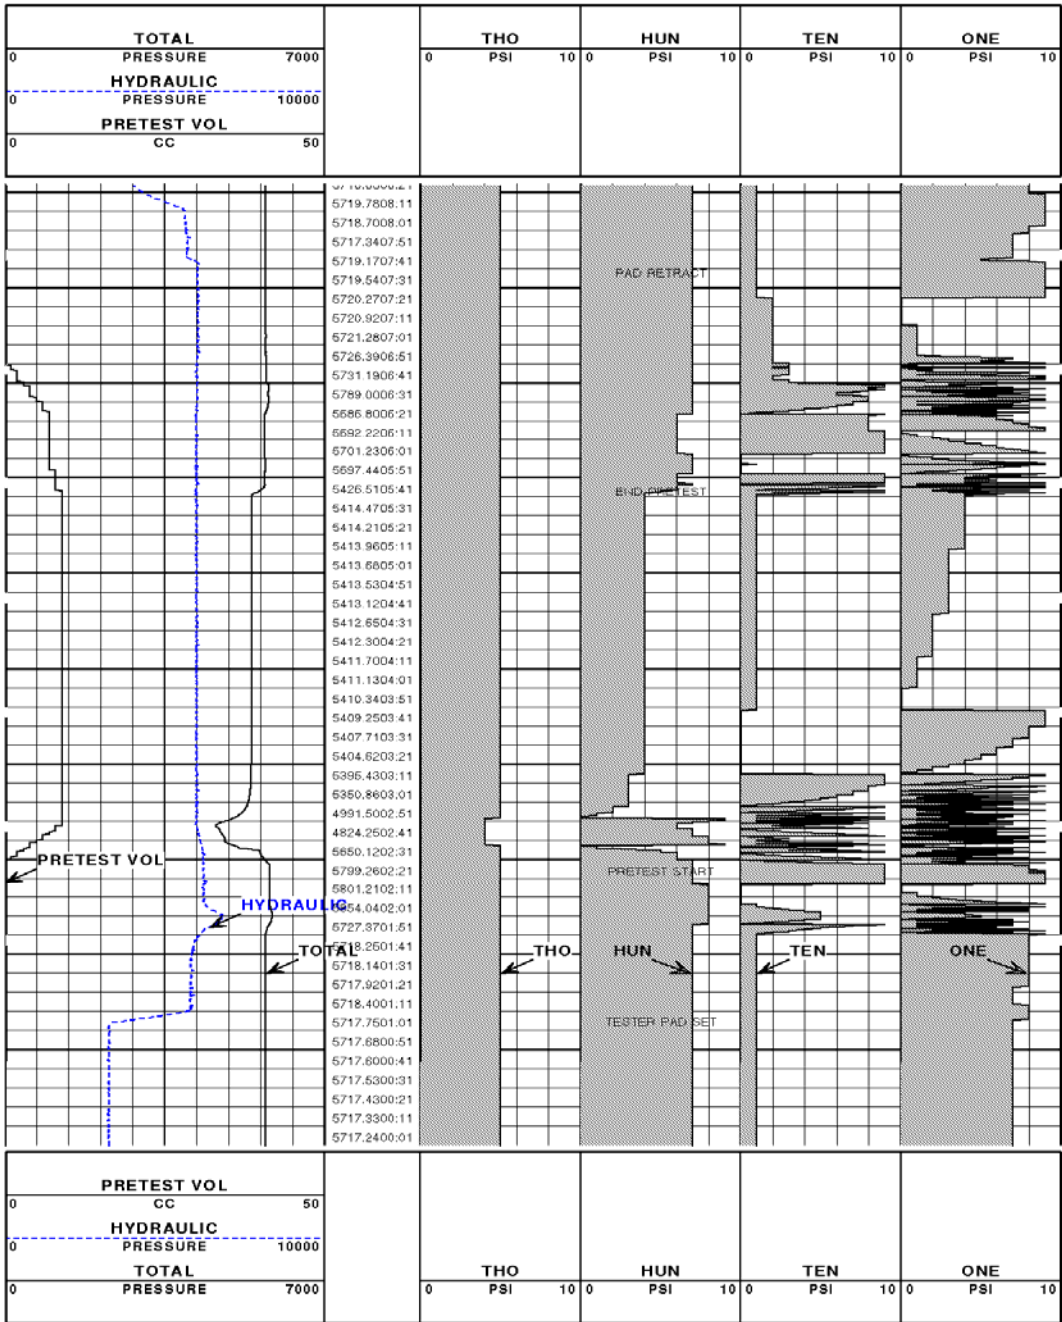 TOTAL THO HUN TEN ONE
0 PRESSURE 7000 0 PSI 10 0 PSI 10 0 PSI 10 0 PSI 10
HYDRAULIC
0 PRESSURE 10000
PRETEST VOL
0 CC 50
5719.7808:11
5718.7008:01
5717.3407:51
5719.1707:41
PAD RETRACT
5719.5407:31
5720.2707:21
5720.9207:11
5721.2807:01
5726.3906:51
5731.1906:41
5789.0006:31
5686.8006:21
5692.2206:11
5701.2306:01
5697.4405:51
5426.5105:41 END PRETEST
5414.4705:31
5414.2105:21
5413.9605:11
5413.6805:01
5413.5304:51
5413.1204:41
5412.6504:31
5412.3004:21
5411.7004:11
5411.1304:01
5410.3403:51
5409.2503:41
5407.7103:31
5404.6203:21
5395.4303:11
5350.8603:01
4991.5002:51
4824.2502:41
5650.1202:31
PRETEST VOL
5799.2602:21 PRETEST START
5801.2102:11
HYDRAULIC 5854.0402:01
5727.3701:51
5718.2501:41
TOTAL THO HUN TEN ONE
5718.1401:31
5717.9201:21
5718.4001:11
5717.7501:01 TESTER PAD SET
5717.6800:51
5717.6000:41
5717.5300:31
5717.4300:21
5717.3300:11
5717.2400:01
PRETEST VOL
0 CC 50
HYDRAULIC
0 PRESSURE 10000
TOTAL THO HUN TEN ONE
0 PRESSURE 7000 0 PSI 10 0 PSI 10 0 PSI 10 0 PSI 10